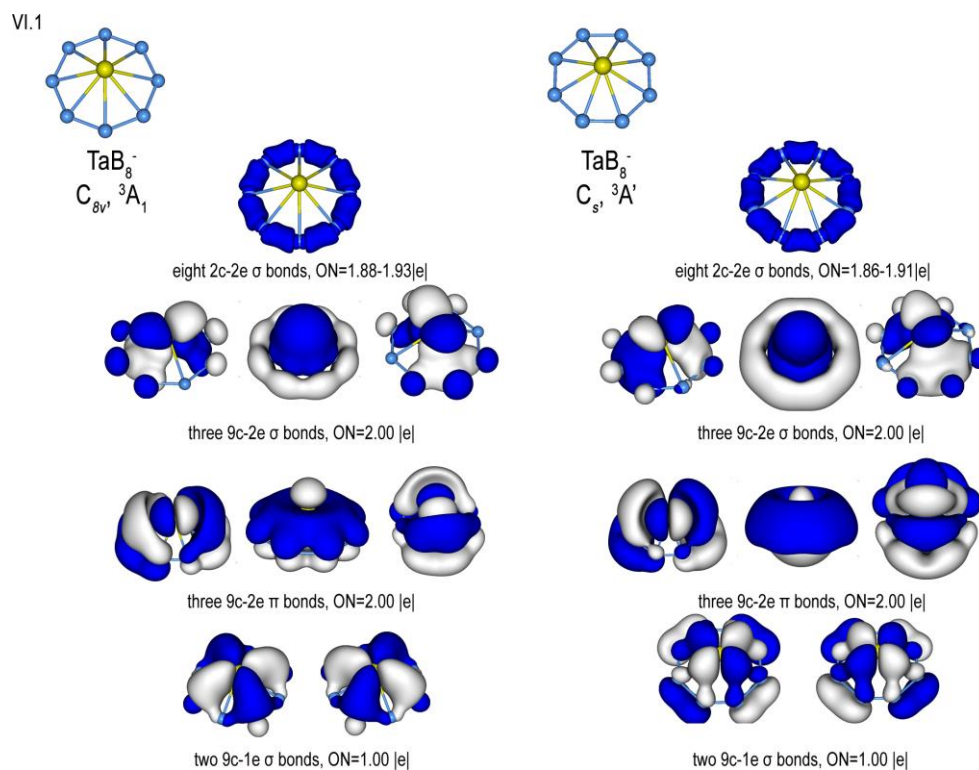 VI.1
TaB₈⁻
C₈ᵥ, ³A₁
eight 2c-2e σ bonds, ON=1.88-1.93|e|
three 9c-2e σ bonds, ON=2.00 |e|
three 9c-2e π bonds, ON=2.00 |e|
two 9c-1e σ bonds, ON=1.00 |e|
TaB₈⁻
Cₛ, ³A'
eight 2c-2e σ bonds, ON=1.86-1.91|e|
three 9c-2e σ bonds, ON=2.00 |e|
three 9c-2e π bonds, ON=2.00 |e|
two 9c-1e σ bonds, ON=1.00 |e|